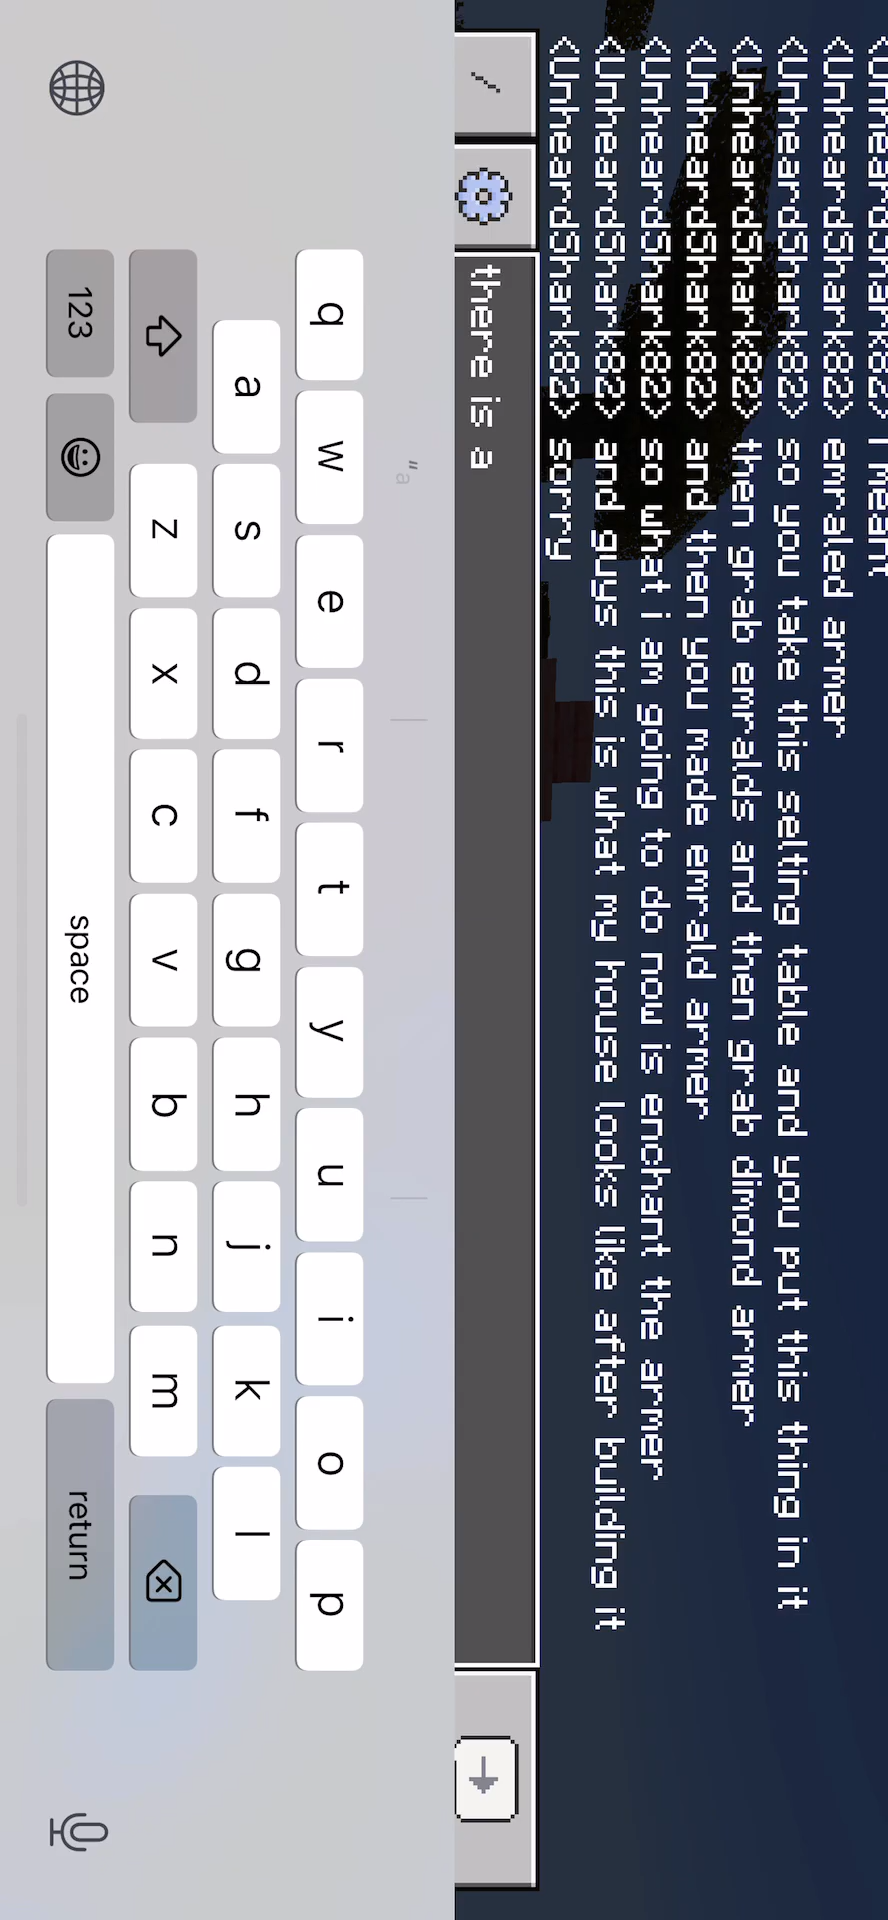 <UnheardShark82> I meant
<UnheardShark82> emraled armer
<UnheardShark82> so you take this selting table and you put this thing in it
<UnheardShark82> then grab emralds and then grab dimond armer
<UnheardShark82> and then you made emrald armer
<UnheardShark82> so what i am going to do now is enchant the armer
<UnheardShark82> and guys this is what my house looks like after building it
<UnheardShark82> sorry
/
there is a
"a
q w e r t y u i o p
a s d f g h j k l
z x c v b n m
123 space return